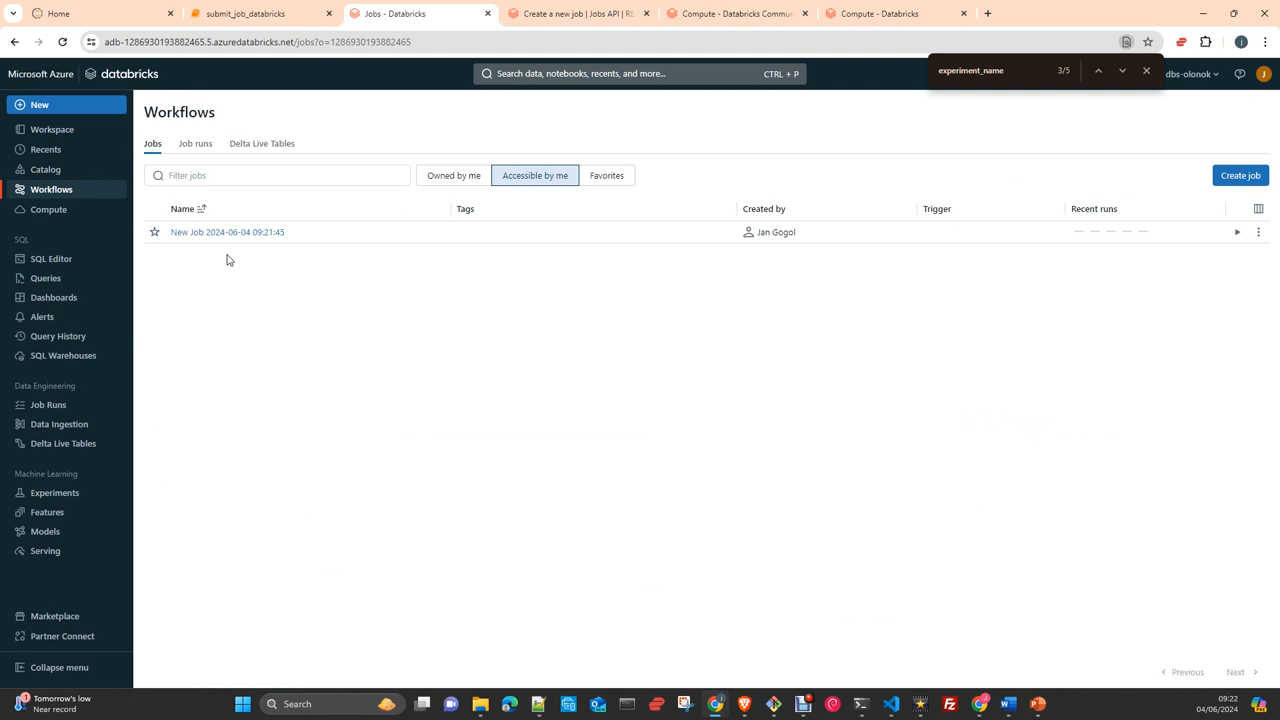 Home
submit_job_databricks
Jobs - Databricks
Create a new job | Jobs API | RE
Compute - Databricks Commun
Compute - Databricks
adb-1286930193882465.5.azuredatabricks.net/jobs?o=1286930193882465
Microsoft Azure
databricks
Search data, notebooks, recents, and more...
CTRL + P
experiment_name
3/5
dbs-olonok
J
New
Workspace
Recents
Catalog
Workflows
Compute
SQL
SQL Editor
Queries
Dashboards
Alerts
Query History
SQL Warehouses
Data Engineering
Job Runs
Data Ingestion
Delta Live Tables
Machine Learning
Experiments
Features
Models
Serving
Marketplace
Partner Connect
Collapse menu
Workflows
Jobs
Job runs
Delta Live Tables
Filter jobs
Owned by me
Accessible by me
Favorites
Create job
Name
Tags
Created by
Trigger
Recent runs
New Job 2024-06-04 09:21:45
Jan Gogol
Previous
Next
1
Tomorrow's low
Near record
Search
09:22
04/06/2024